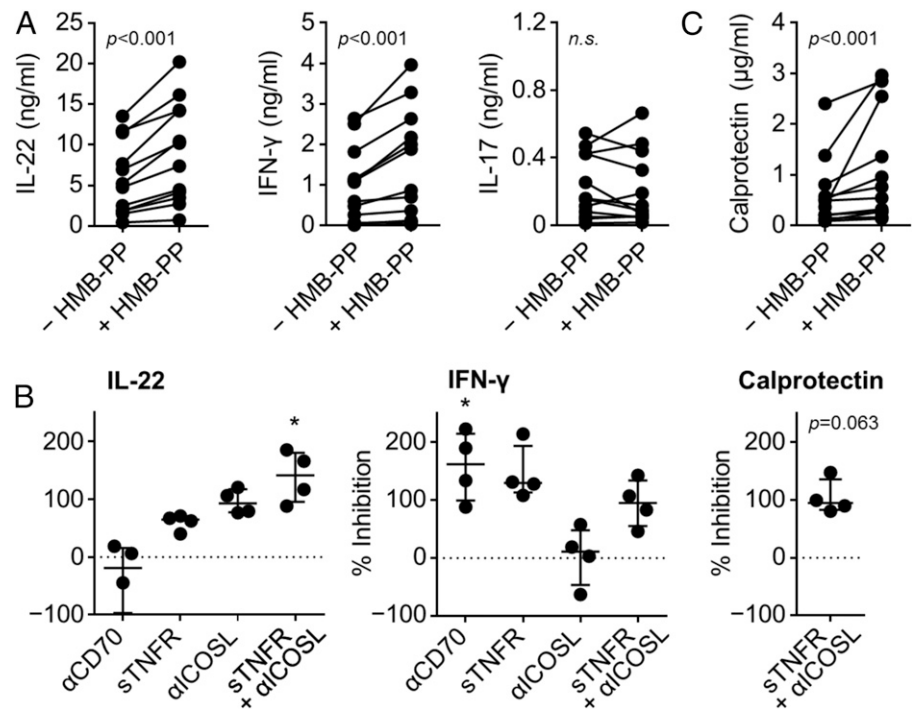 A
IL-22 (ng/ml)
25
20
15
10
5
0
p<0.001
– HMB-PP
+ HMB-PP
IFN-γ (ng/ml)
5
4
3
2
1
0
p<0.001
– HMB-PP
+ HMB-PP
IL-17 (ng/ml)
1.2
0.8
0.4
0
n.s.
– HMB-PP
+ HMB-PP
C
Calprotectin (μg/ml)
4
3
2
1
0
p<0.001
– HMB-PP
+ HMB-PP
B
IL-22
200
100
0
−100
*
αCD70
sTNFR
αICOSL
sTNFR
+ αICOSL
IFN-γ
% Inhibition
200
100
0
−100
*
αCD70
sTNFR
αICOSL
sTNFR
+ αICOSL
Calprotectin
% Inhibition
200
100
0
−100
p=0.063
sTNFR
+ αICOSL